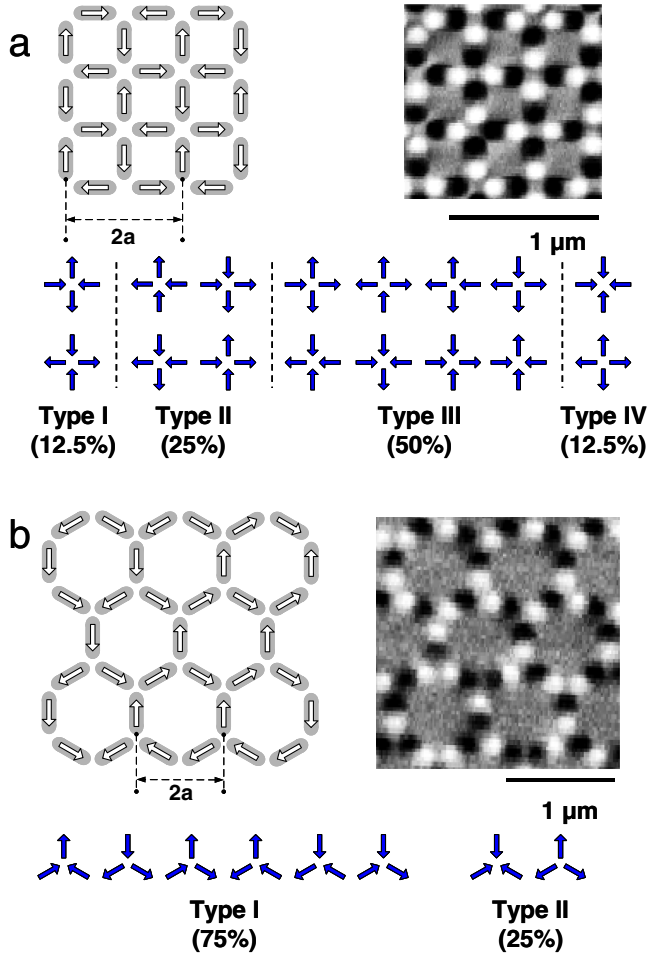 a
2a
1 µm
Type I Type II Type III Type IV
(12.5%) (25%) (50%) (12.5%)
b
2a
1 µm
Type I Type II
(75%) (25%)